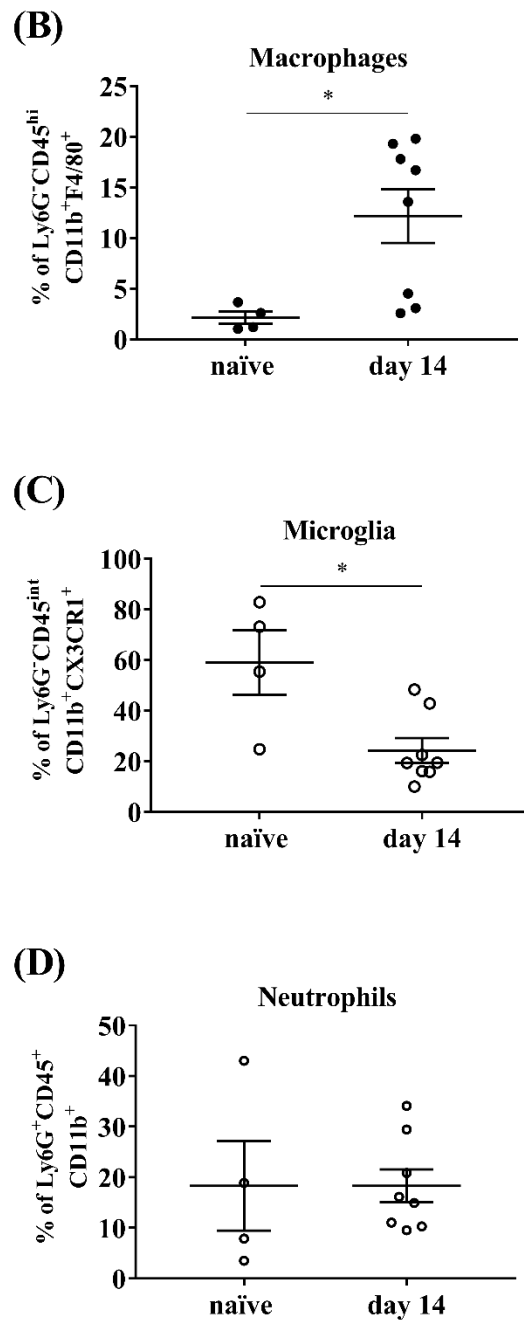 (B)
Macrophages
% of Ly6G⁻CD45ʰⁱ
CD11b⁺F4/80⁺
25
20
15
10
5
0
*
naïve day 14
(C)
Microglia
% of Ly6G⁻CD45ⁱⁿᵗ
CD11b⁺CX3CR1⁺
100
80
60
40
20
0
*
naïve day 14
(D)
Neutrophils
% of Ly6G⁺CD45⁺
CD11b⁺
50
40
30
20
10
0
naïve day 14